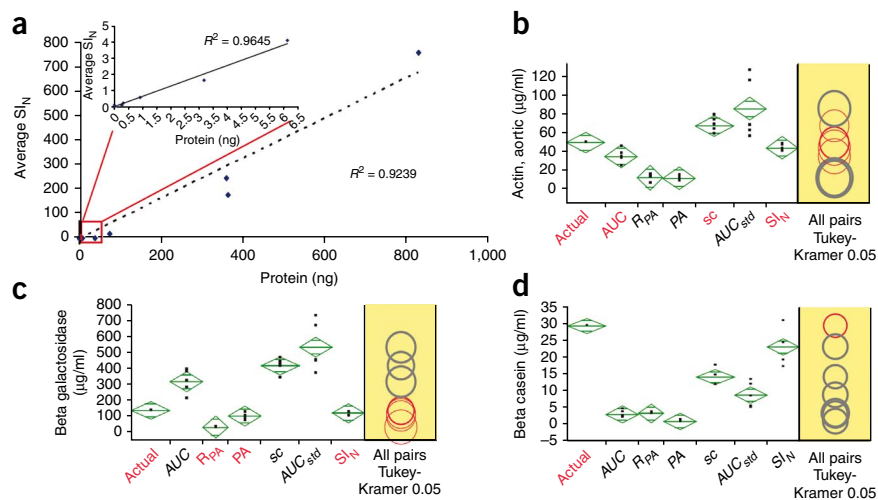 a
Average SI_N
800
700
600
500
400
300
200
100
0
0
200
400
600
800
1,000
Protein (ng)
R² = 0.9239
Average SI_N
5
4
3
2
1
0
0
0.5
1
1.5
2
2.5
3
3.5
4
4.5
5
5.5
6
6.5
Protein (ng)
R² = 0.9645
b
Actin, aortic (µg/ml)
120
100
80
60
40
20
0
Actual
AUC
R_PA
PA
sc
AUC_std
SI_N
All pairs
Tukey-
Kramer 0.05
c
Beta galactosidase
(µg/ml)
800
700
600
500
400
300
200
100
0
Actual
AUC
R_PA
PA
sc
AUC_std
SI_N
All pairs
Tukey-
Kramer 0.05
d
Beta casein (µg/ml)
35
30
25
20
15
10
5
0
−5
Actual
AUC
R_PA
PA
sc
AUC_std
SI_N
All pairs
Tukey-
Kramer 0.05